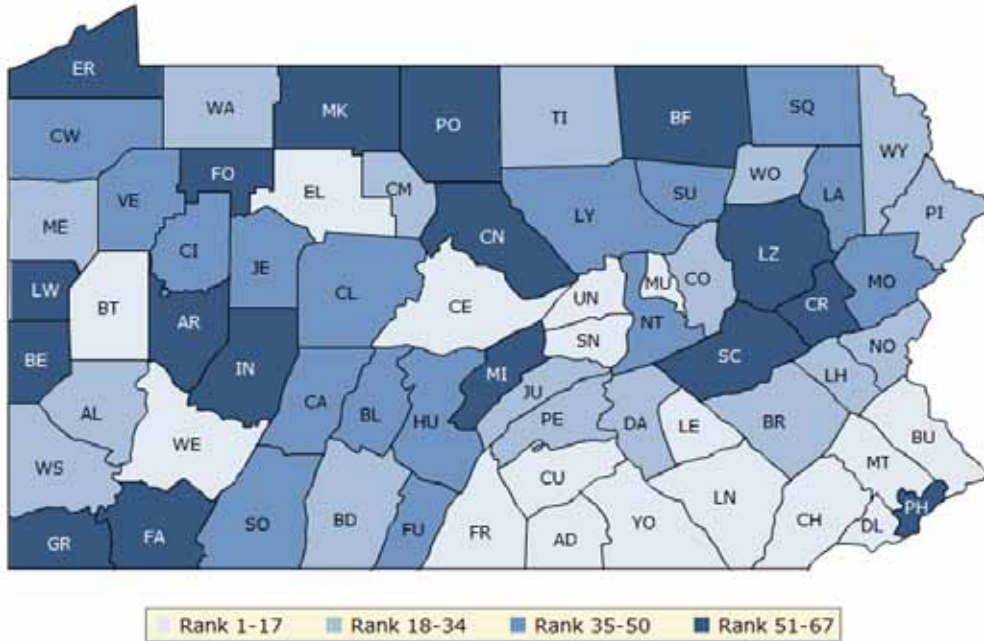 ER
WA
MK
PO
TI
BF
SQ
CW
WY
FO
WO
EL
CM
VE
LA
SU
PI
LY
ME
CN
CI
LZ
JE
CO
MU
MO
LW
CL
UN
BT
CE
CR
AR
NT
SN
NO
SC
BE
IN
MI
LH
JU
CA
BL
AL
PE
HU
DA
LE
BR
BU
WE
MT
WS
CU
LN
PH
SO
BD
FU
FR
YO
CH
DL
GR
FA
AD
Rank 1-17 Rank 18-34 Rank 35-50 Rank 51-67